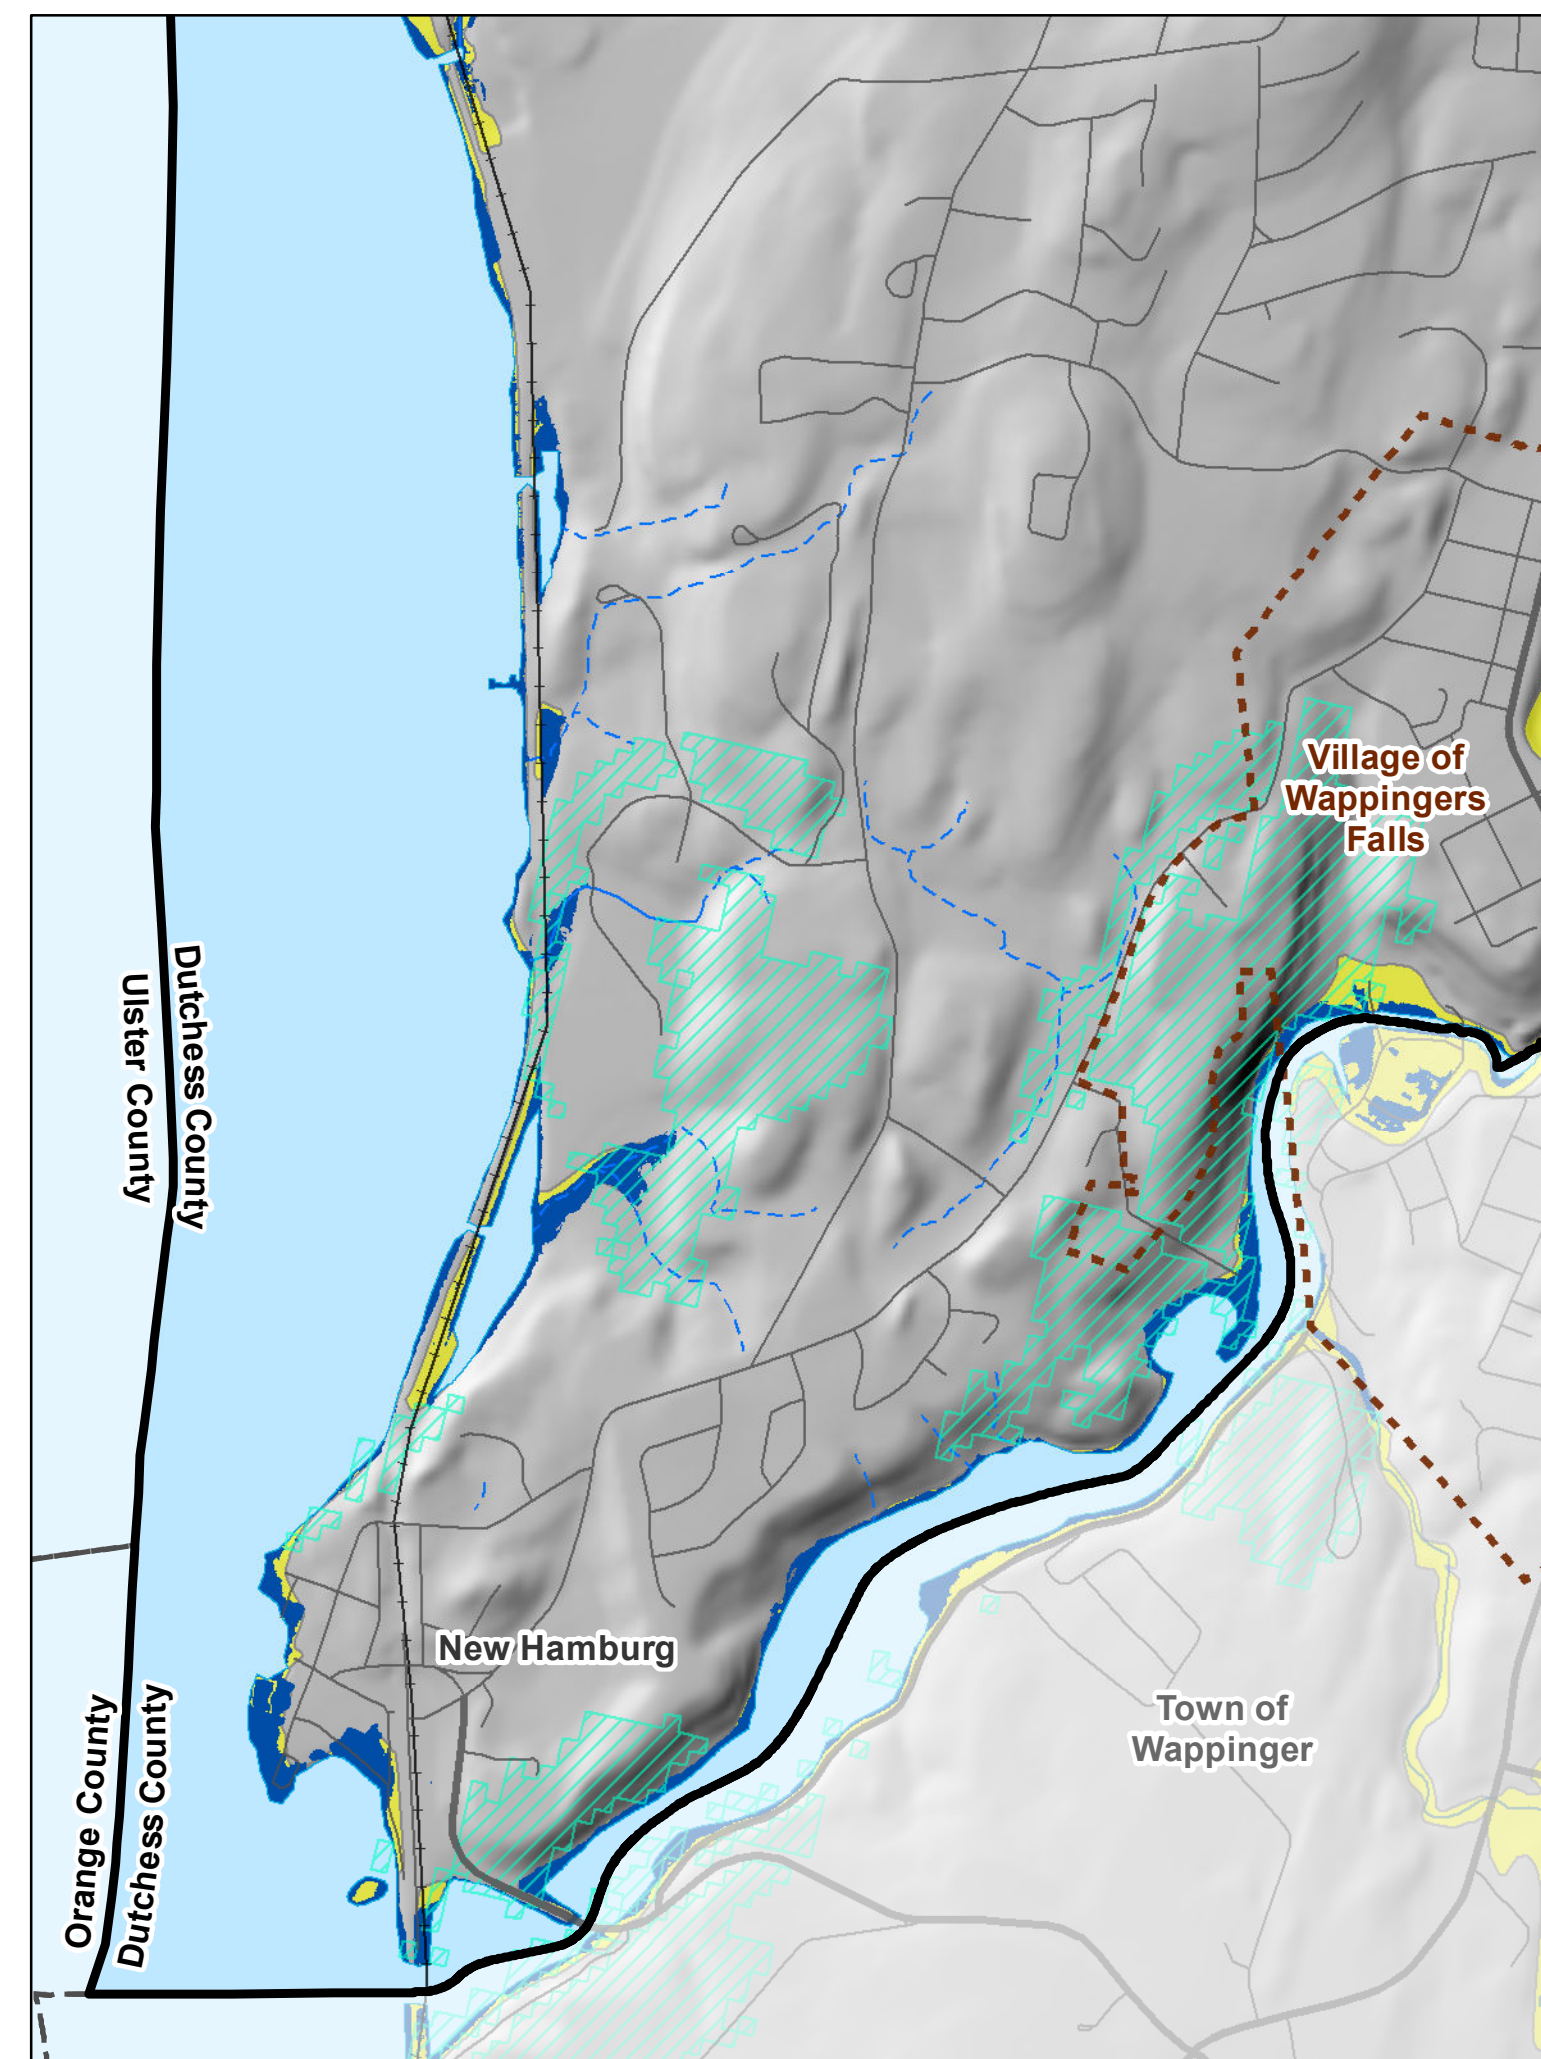 Village of
Wappingers
Falls
Dutchess County
Ulster County
New Hamburg
Town of
Wappinger
Orange County
Dutchess County